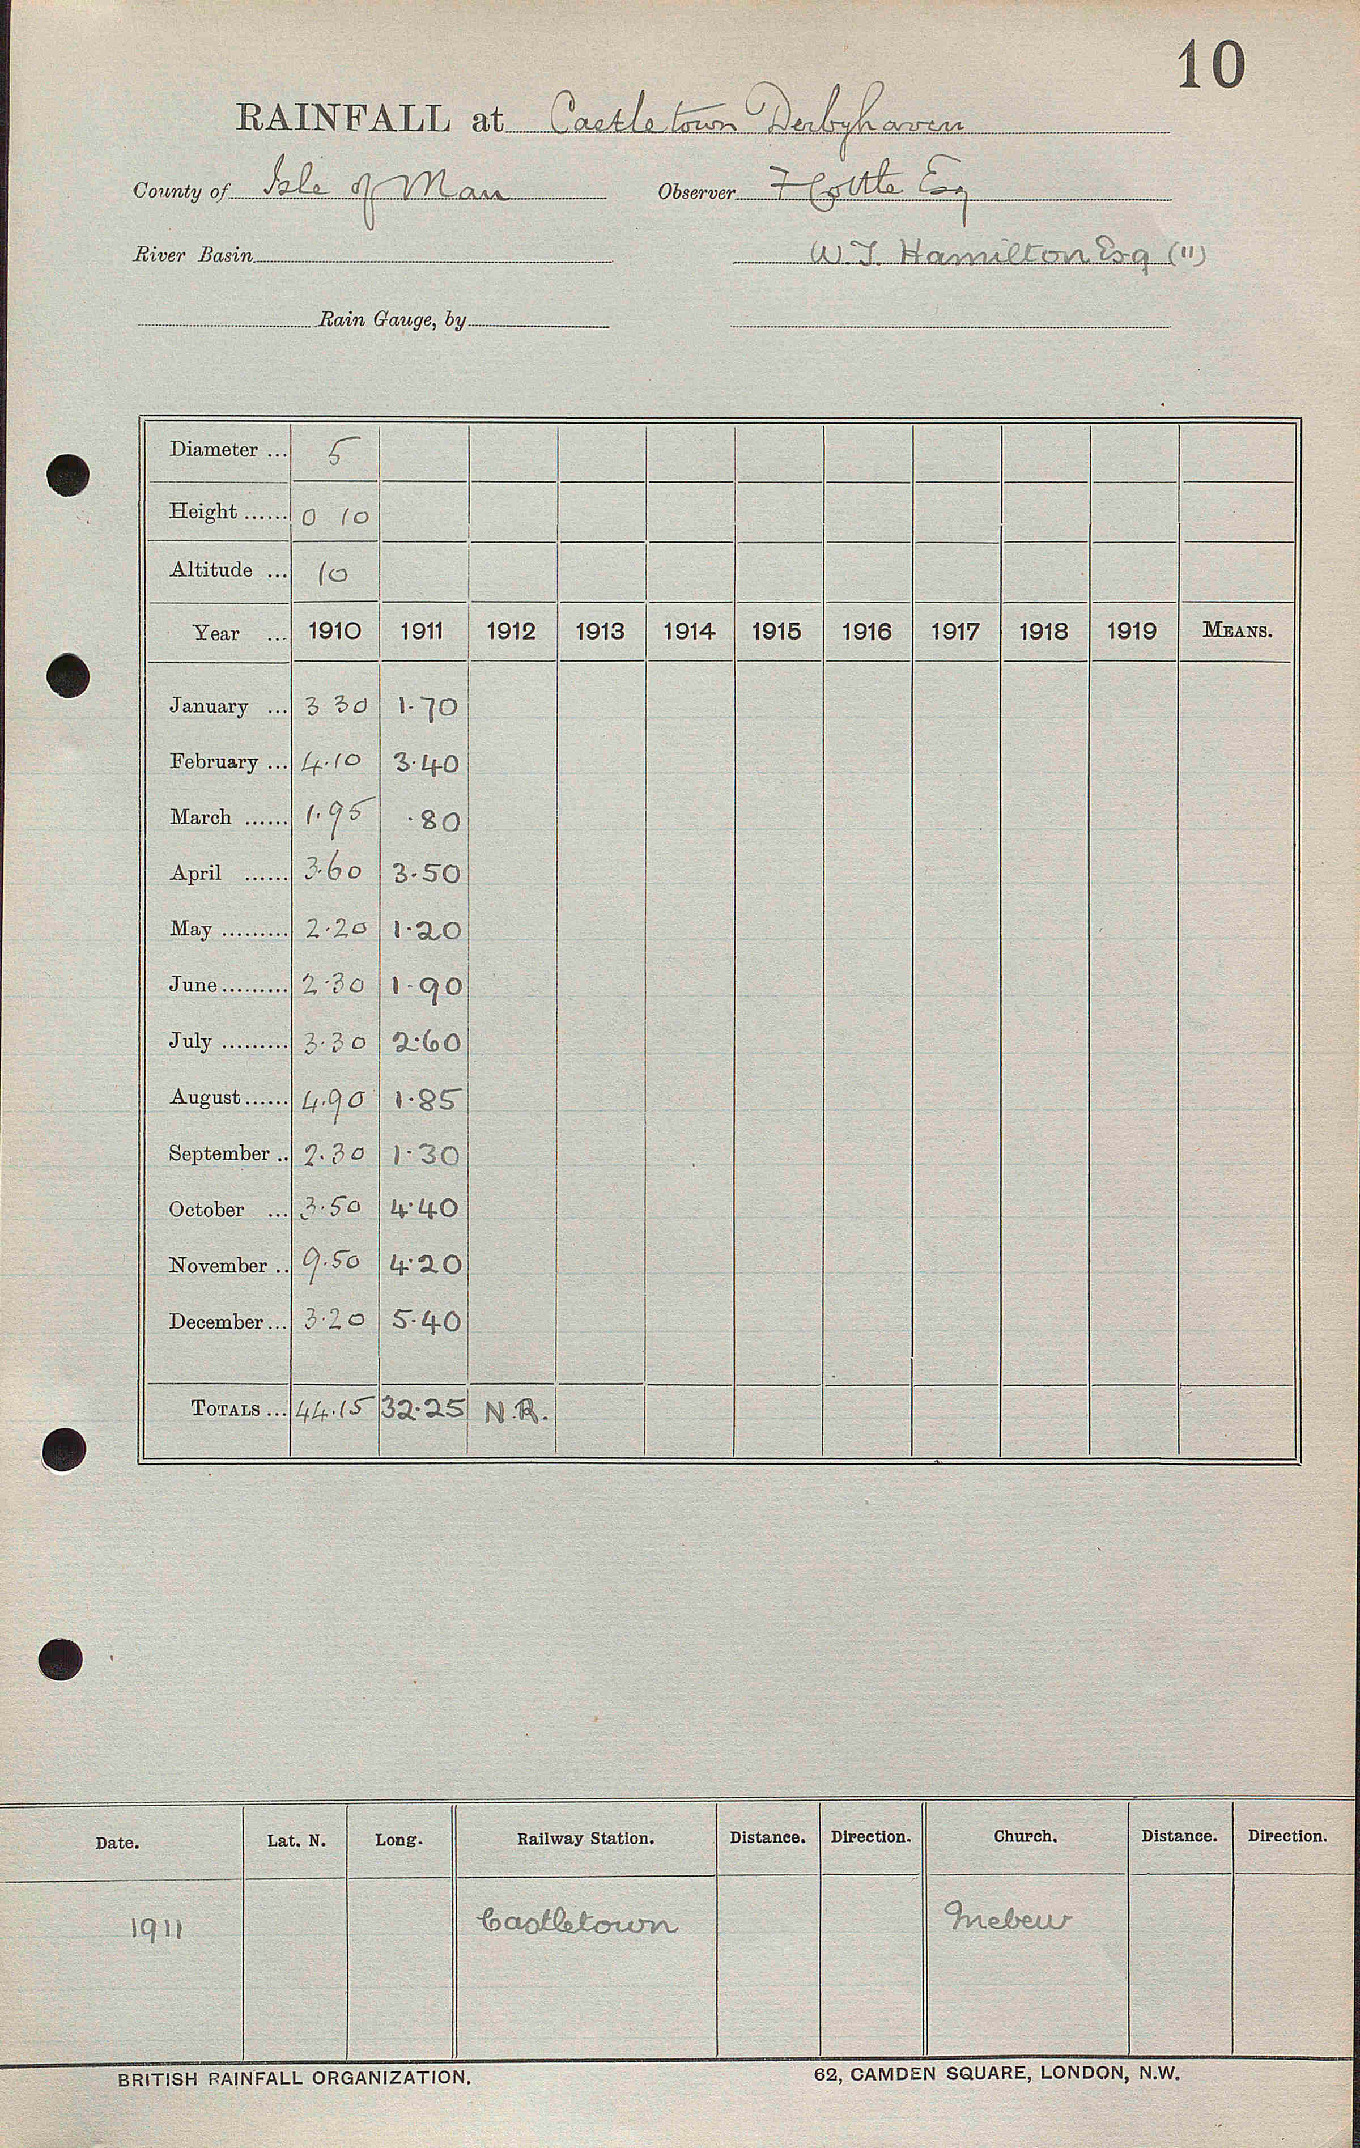 10
RAINFALL at Castletown Derbyhaven
County of Isle of Man Observer F Cottle Esq
River Basin W. J. Hamilton Esq (11)
Rain Gauge, by
Diameter ... 5
Height ...... 0 10
Altitude ... 10
Year ... 1910 1911 1912 1913 1914 1915 1916 1917 1918 1919 MEANS.
January ... 3 30 1.70
February ... 4.10 3.40
March ...... 1.95 .80
April ...... 3.60 3.50
May ......... 2.20 1.20
June ......... 2.30 1.90
July ......... 3.30 2.60
August ...... 4.90 1.85
September .. 2.30 1.30
October ... 3.50 4.40
November .. 9.50 4.20
December ... 3.20 5.40
TOTALS ... 44.15 32.25 N.R.
Date. Lat. N. Long. Railway Station. Distance. Direction. Church. Distance. Direction.
1911 Castletown
BRITISH RAINFALL ORGANIZATION. 62, CAMDEN SQUARE, LONDON, N.W.